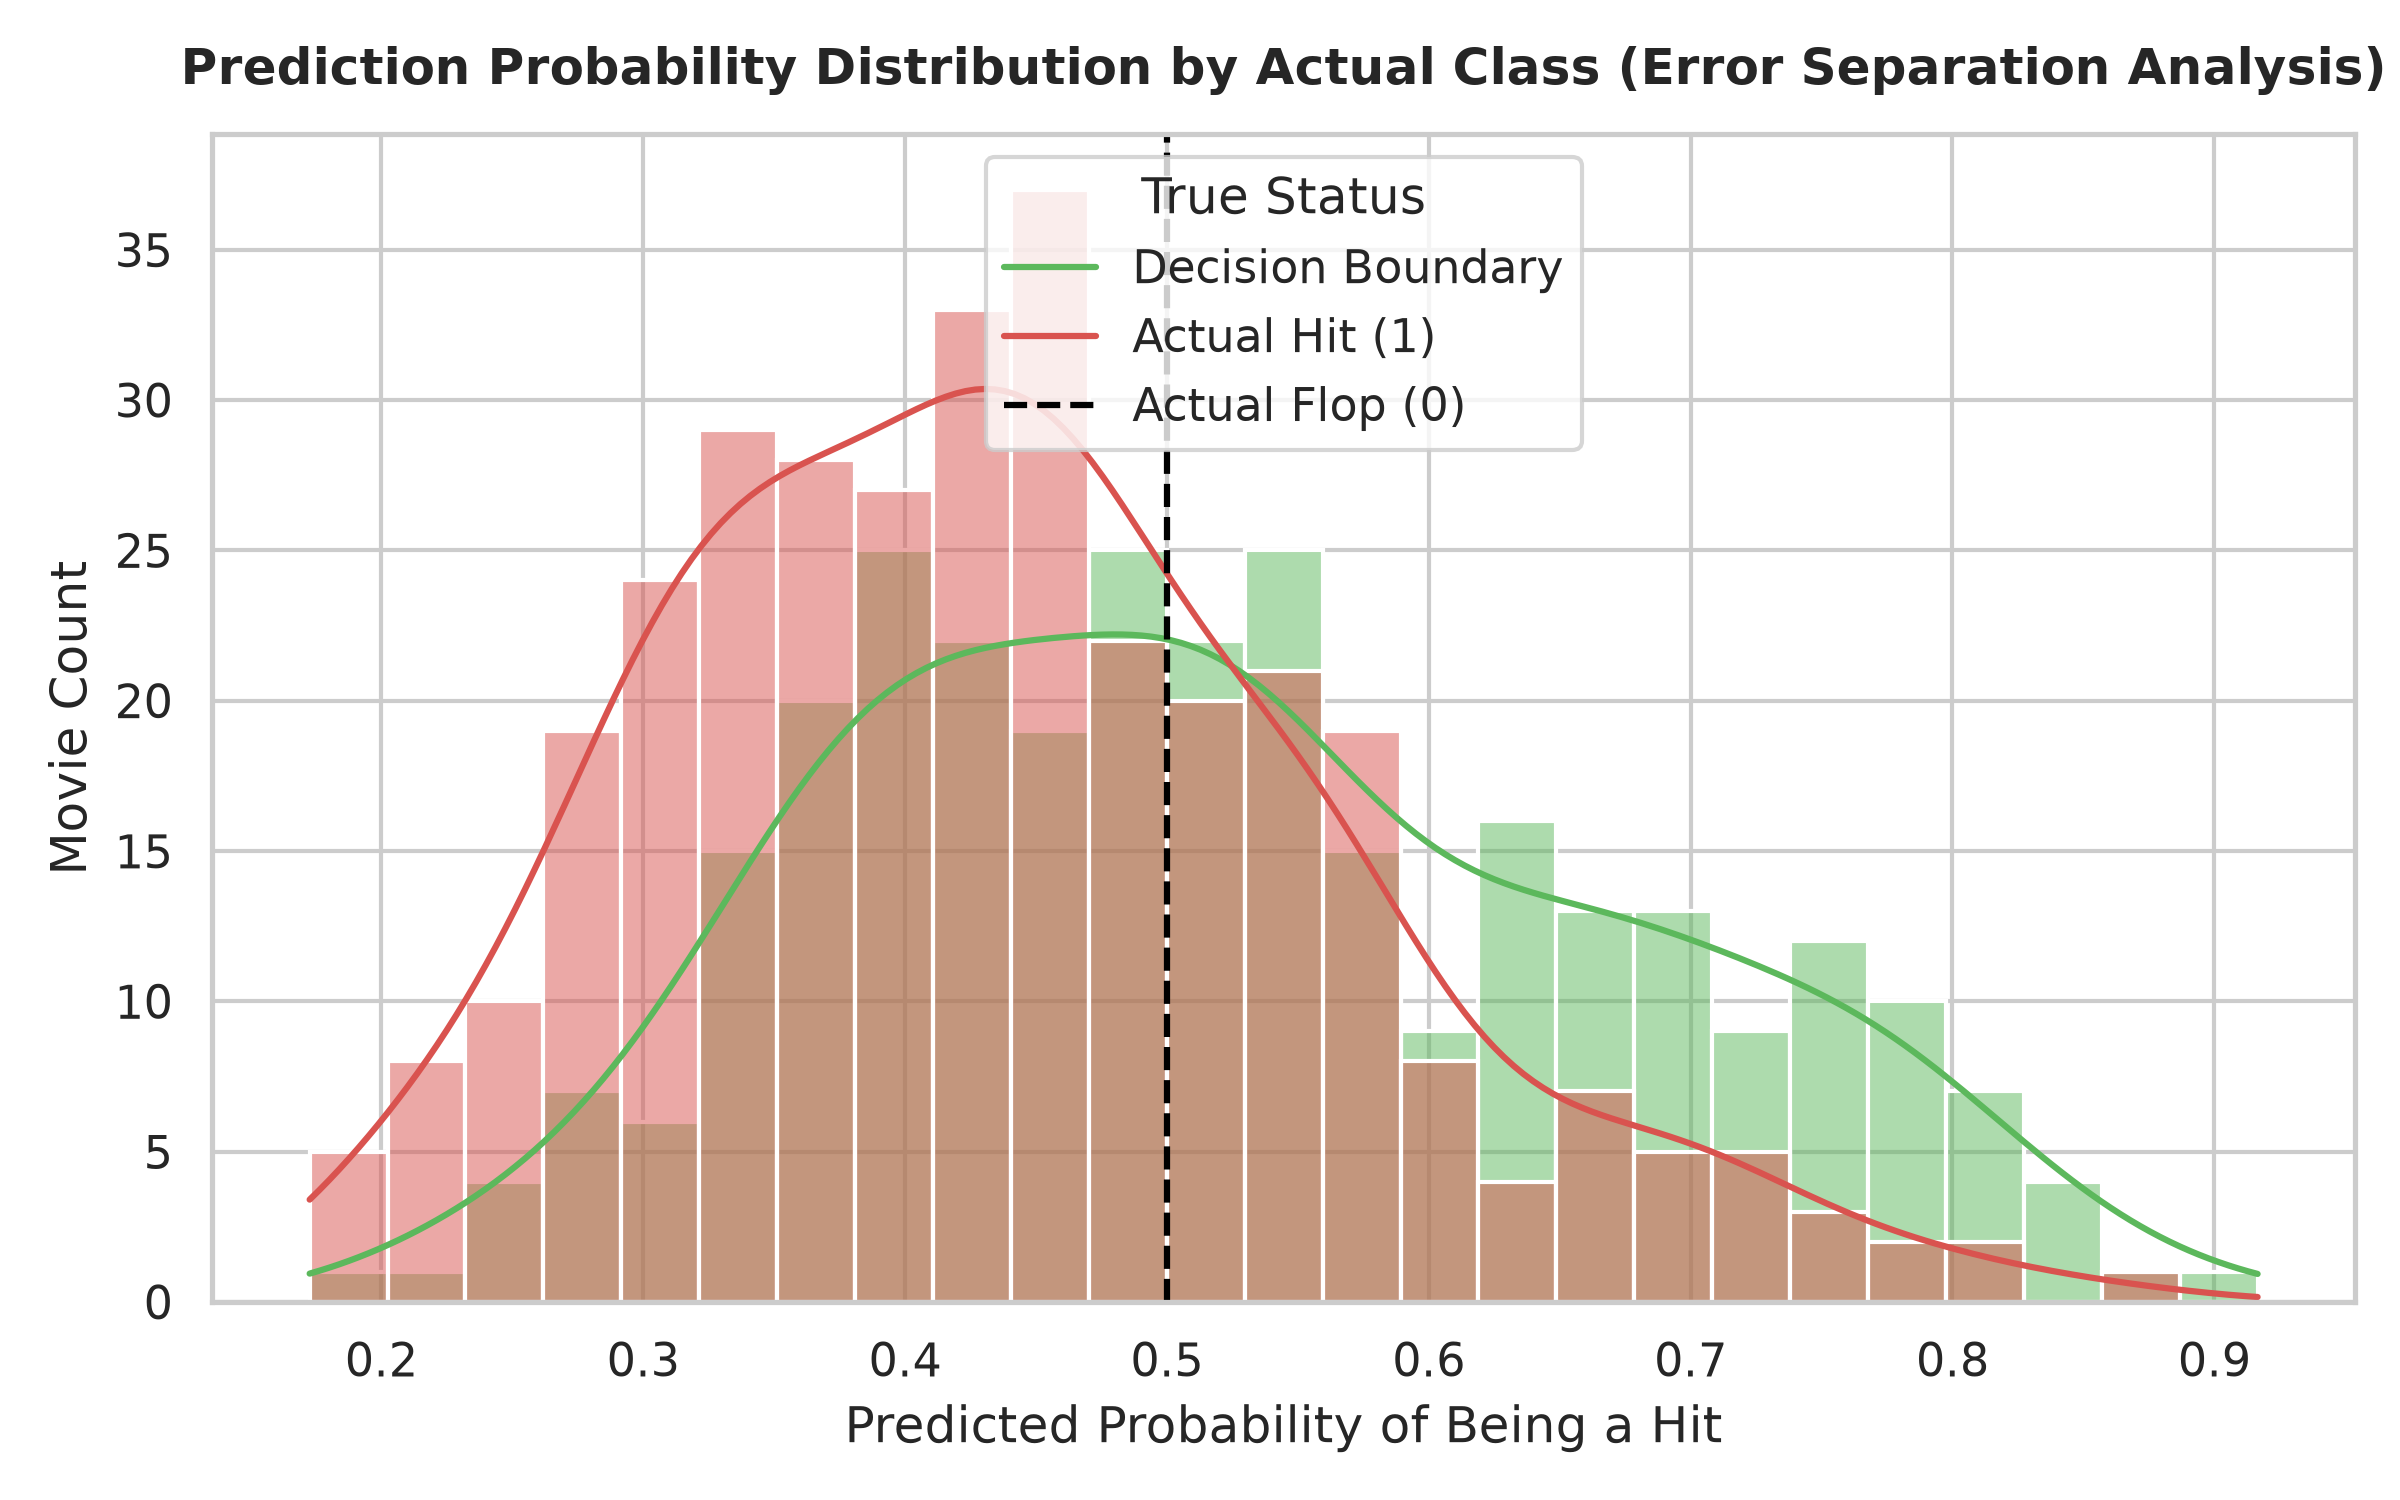 Prediction Probability Distribution by Actual Class (Error Separation Analysis)
True Status
Decision Boundary
Actual Hit (1)
Actual Flop (0)
Movie Count
35
30
25
20
15
10
5
0
0.2 0.3 0.4 0.5 0.6 0.7 0.8 0.9
Predicted Probability of Being a Hit